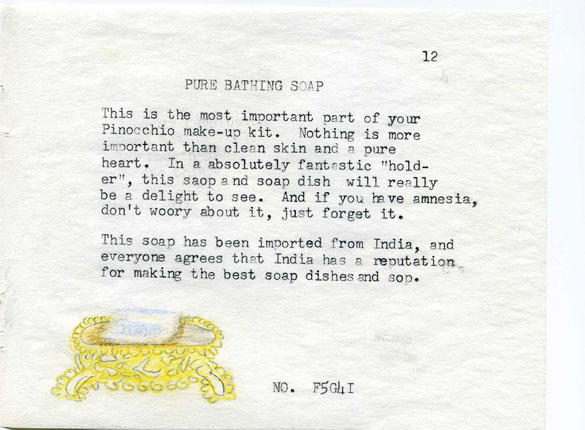 12
PURE BATHING SOAP
This is the most important part of your
Pinocchio make-up kit. Nothing is more
important than clean skin and a pure
heart. In a absolutely fantastic "hold-
er", this saop and soap dish will really
be a delight to see. And if you have amnesia,
don't woory about it, just forget it.
This soap has been imported from India, and
everyone agrees that India has a reputation
for making the best soap dishes and sop.
NO. F5G4I